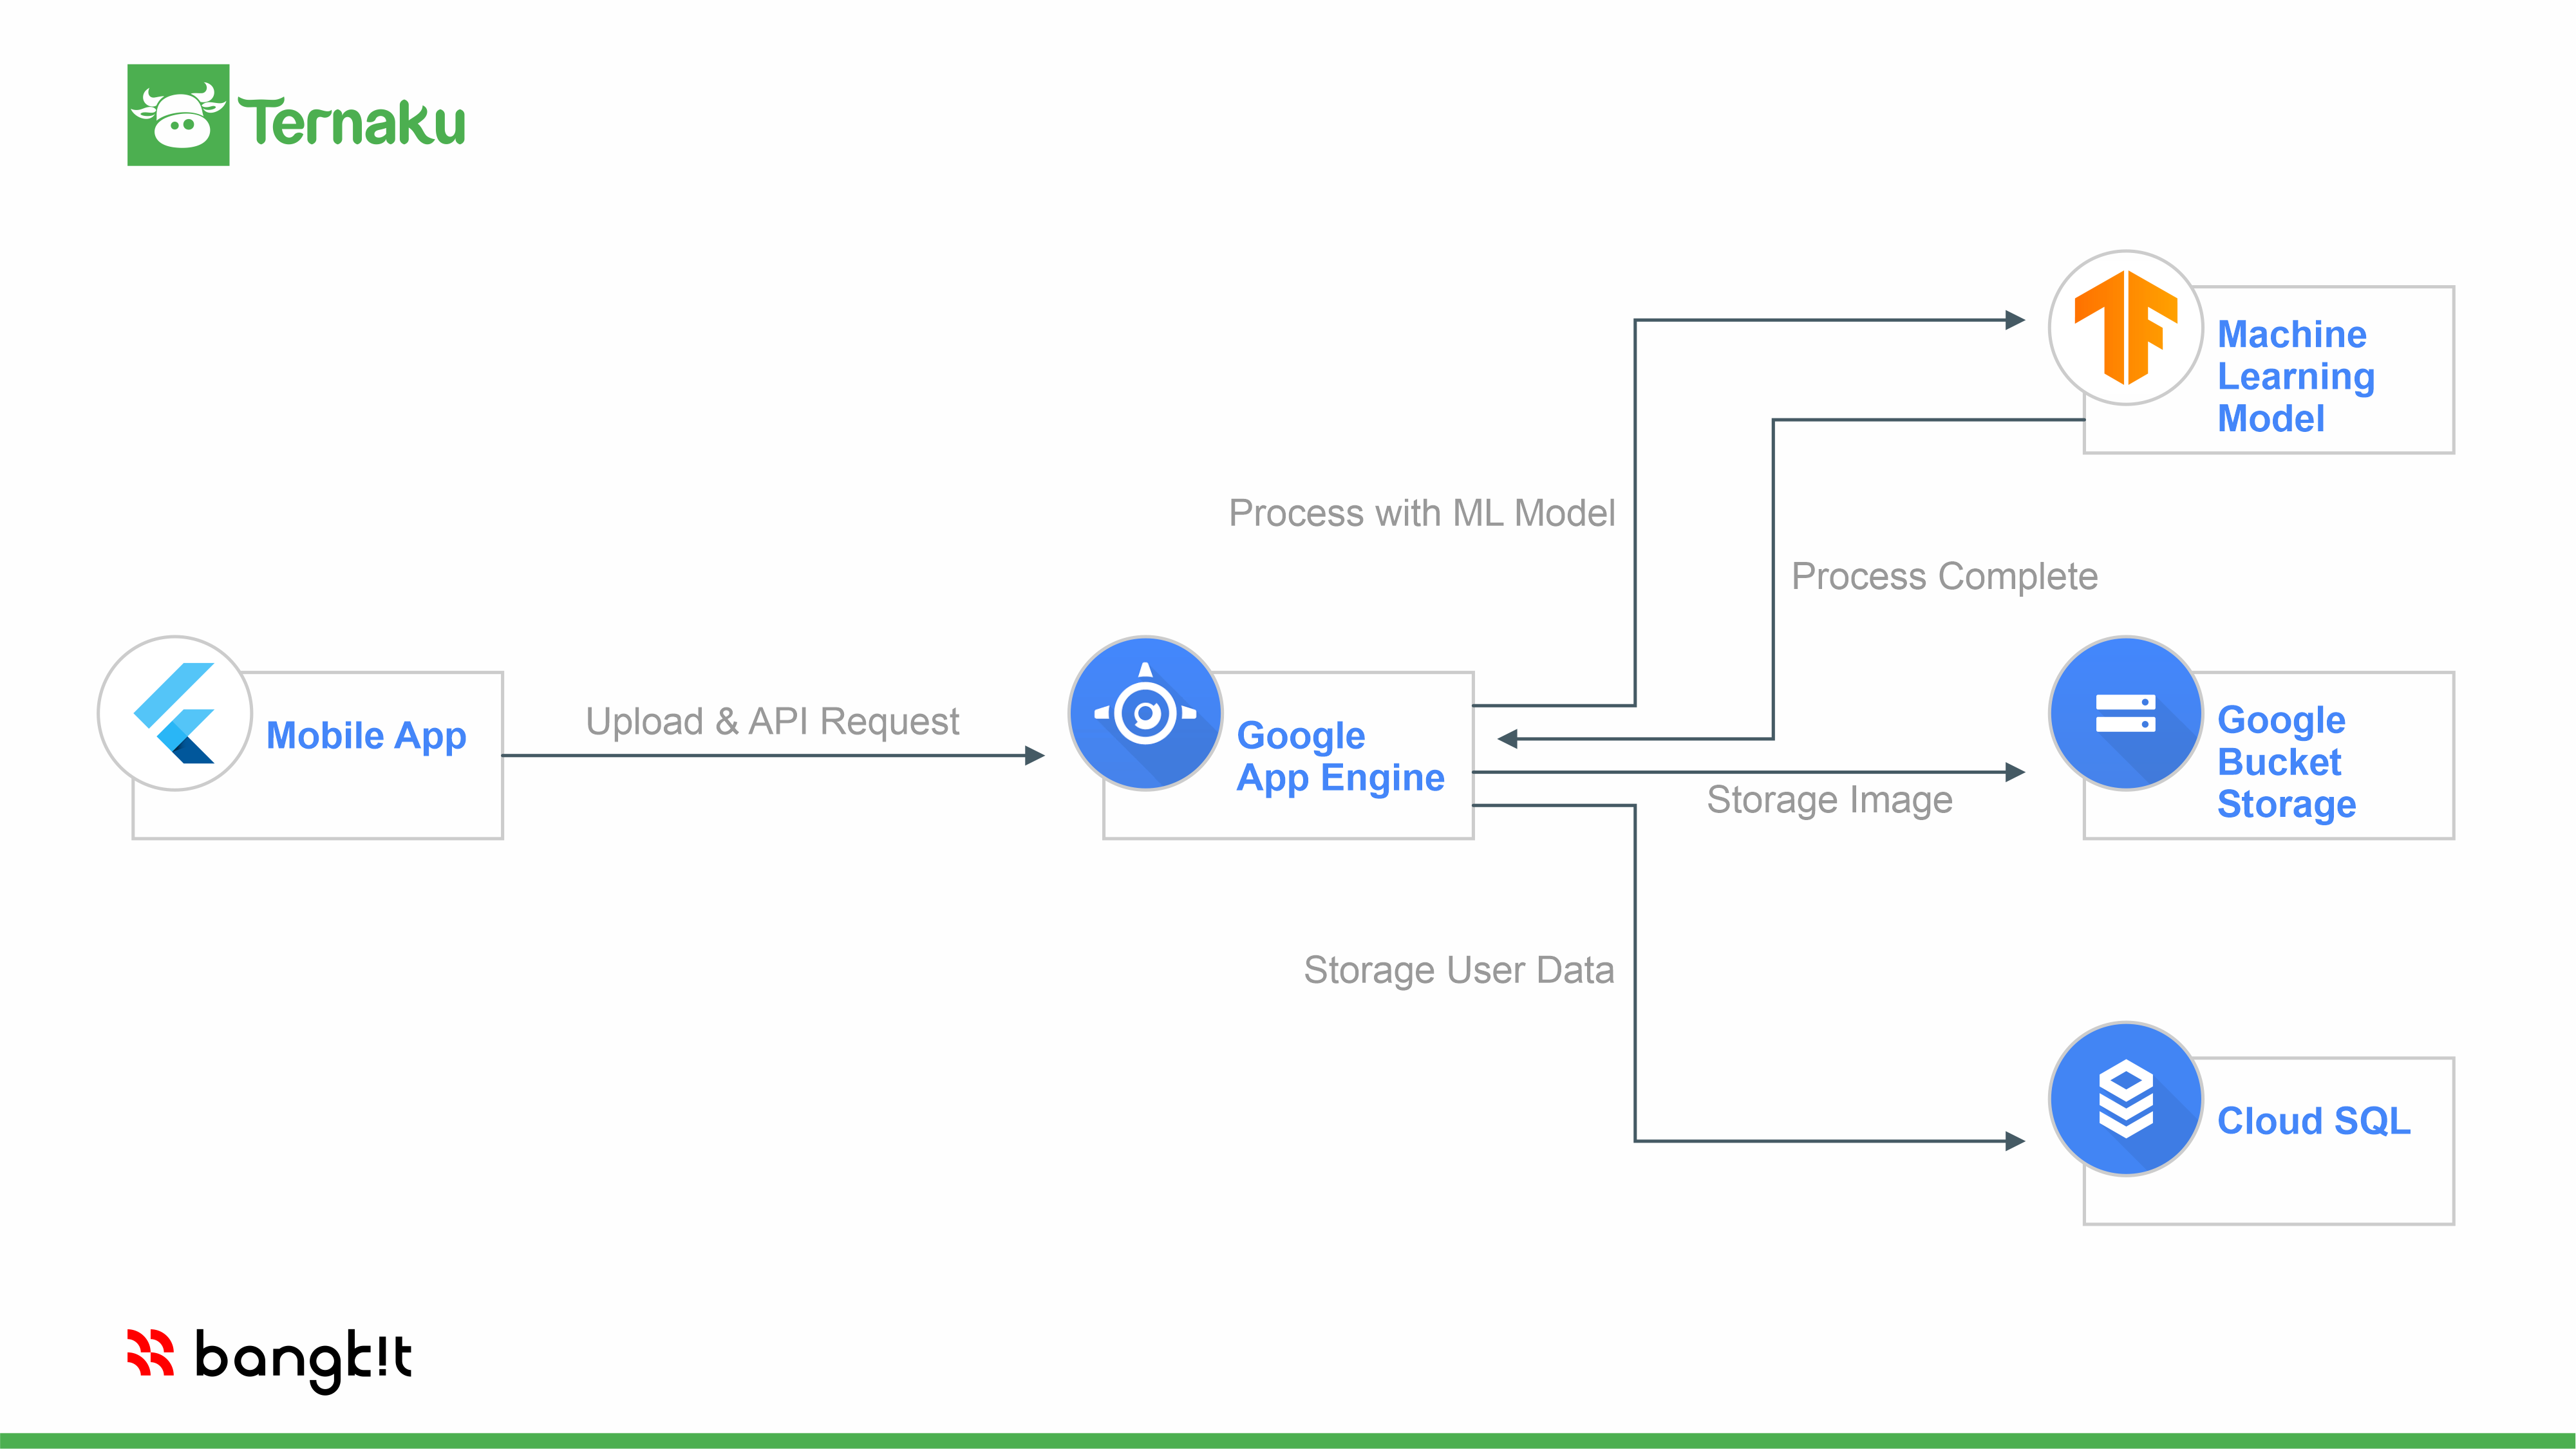 Ternaku
Machine
Learning
Model
Process with ML Model
Process Complete
Mobile App
Upload & API Request
Google
App Engine
Storage Image
Google
Bucket
Storage
Storage User Data
Cloud SQL
bangk!t